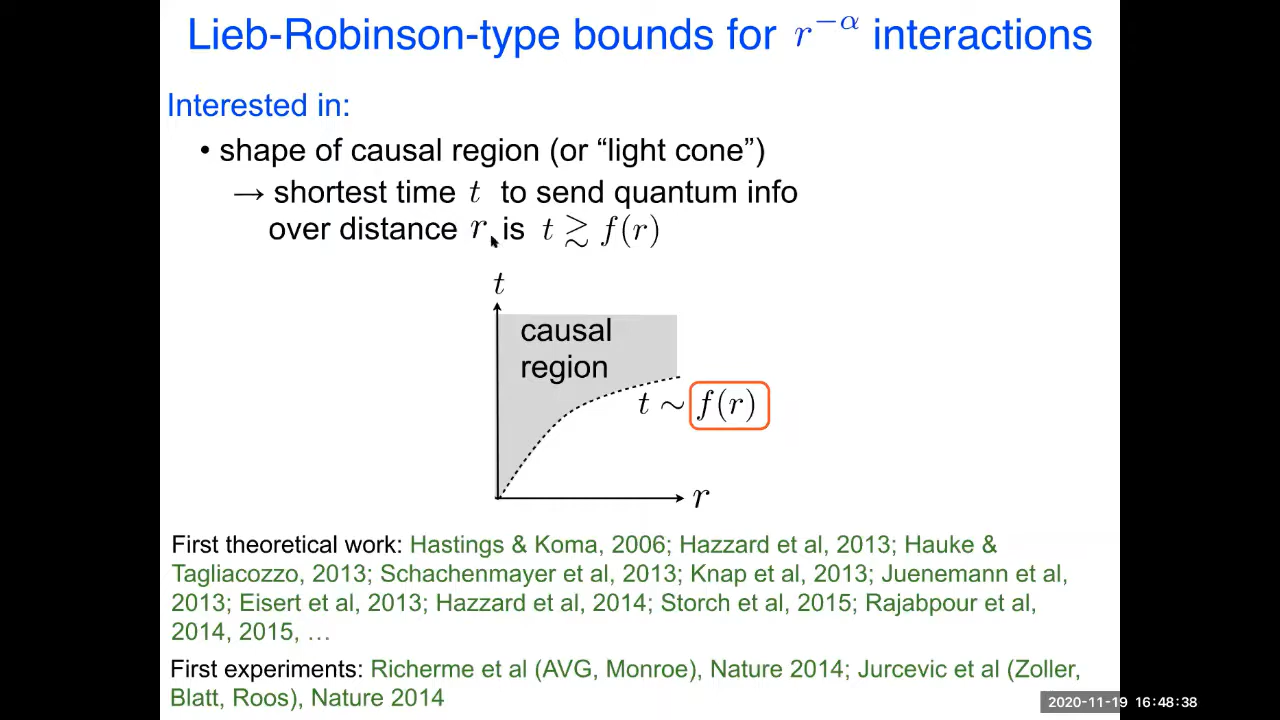 Lieb-Robinson-type bounds for r^{-α} interactions
Interested in:
• shape of causal region (or “light cone”)
→ shortest time t to send quantum info
over distance r is t ≳ f(r)
t
causal
region
t ∼ f(r)
r
First theoretical work: Hastings & Koma, 2006; Hazzard et al, 2013; Hauke &
Tagliacozzo, 2013; Schachenmayer et al, 2013; Knap et al, 2013; Juenemann et al,
2013; Eisert et al, 2013; Hazzard et al, 2014; Storch et al, 2015; Rajabpour et al,
2014, 2015, …
First experiments: Richerme et al (AVG, Monroe), Nature 2014; Jurcevic et al (Zoller,
Blatt, Roos), Nature 2014
2020-11-19 16:48:38